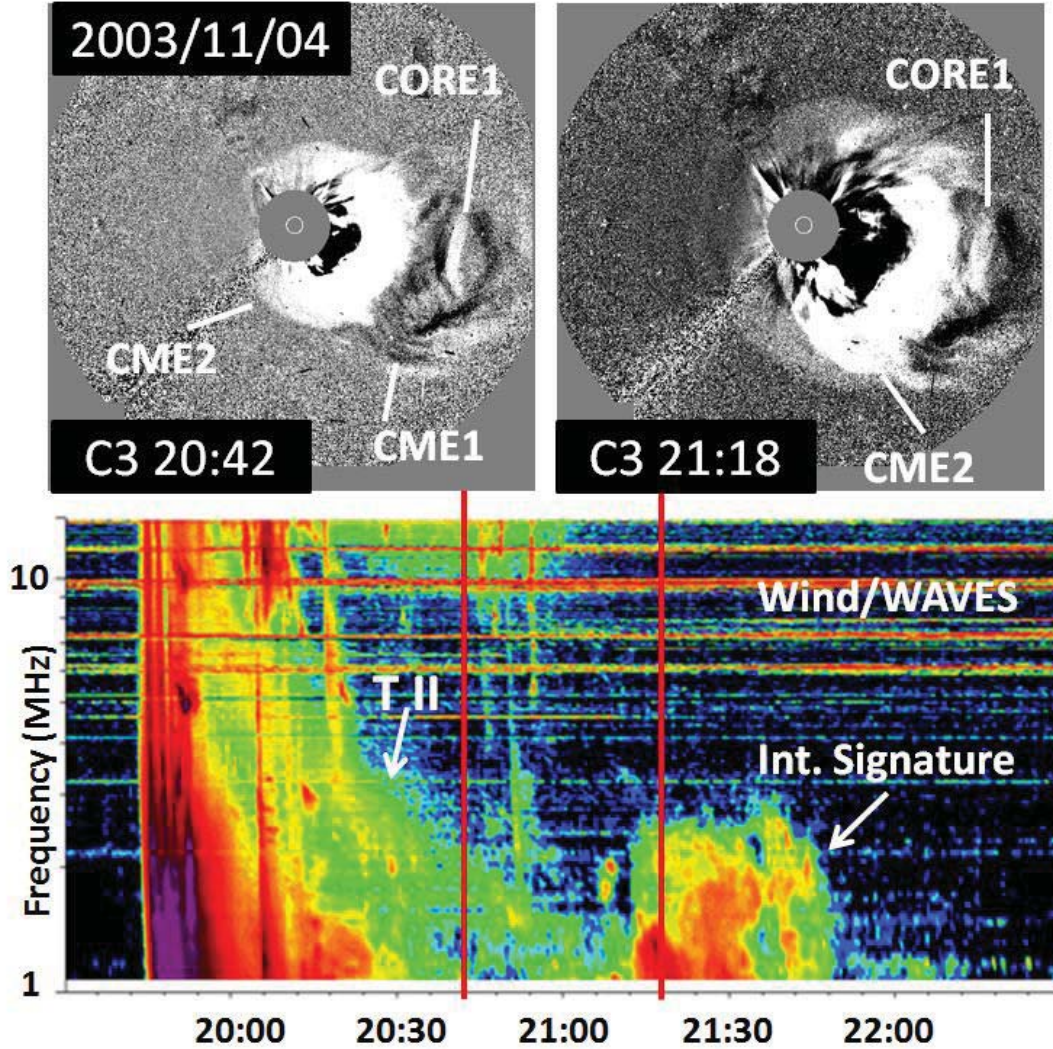 2003/11/04
CORE1
CORE1
CME2
CME1
CME2
C3 20:42
C3 21:18
10
Wind/WAVES
T II
Int. Signature
Frequency (MHz)
1
20:00 20:30 21:00 21:30 22:00